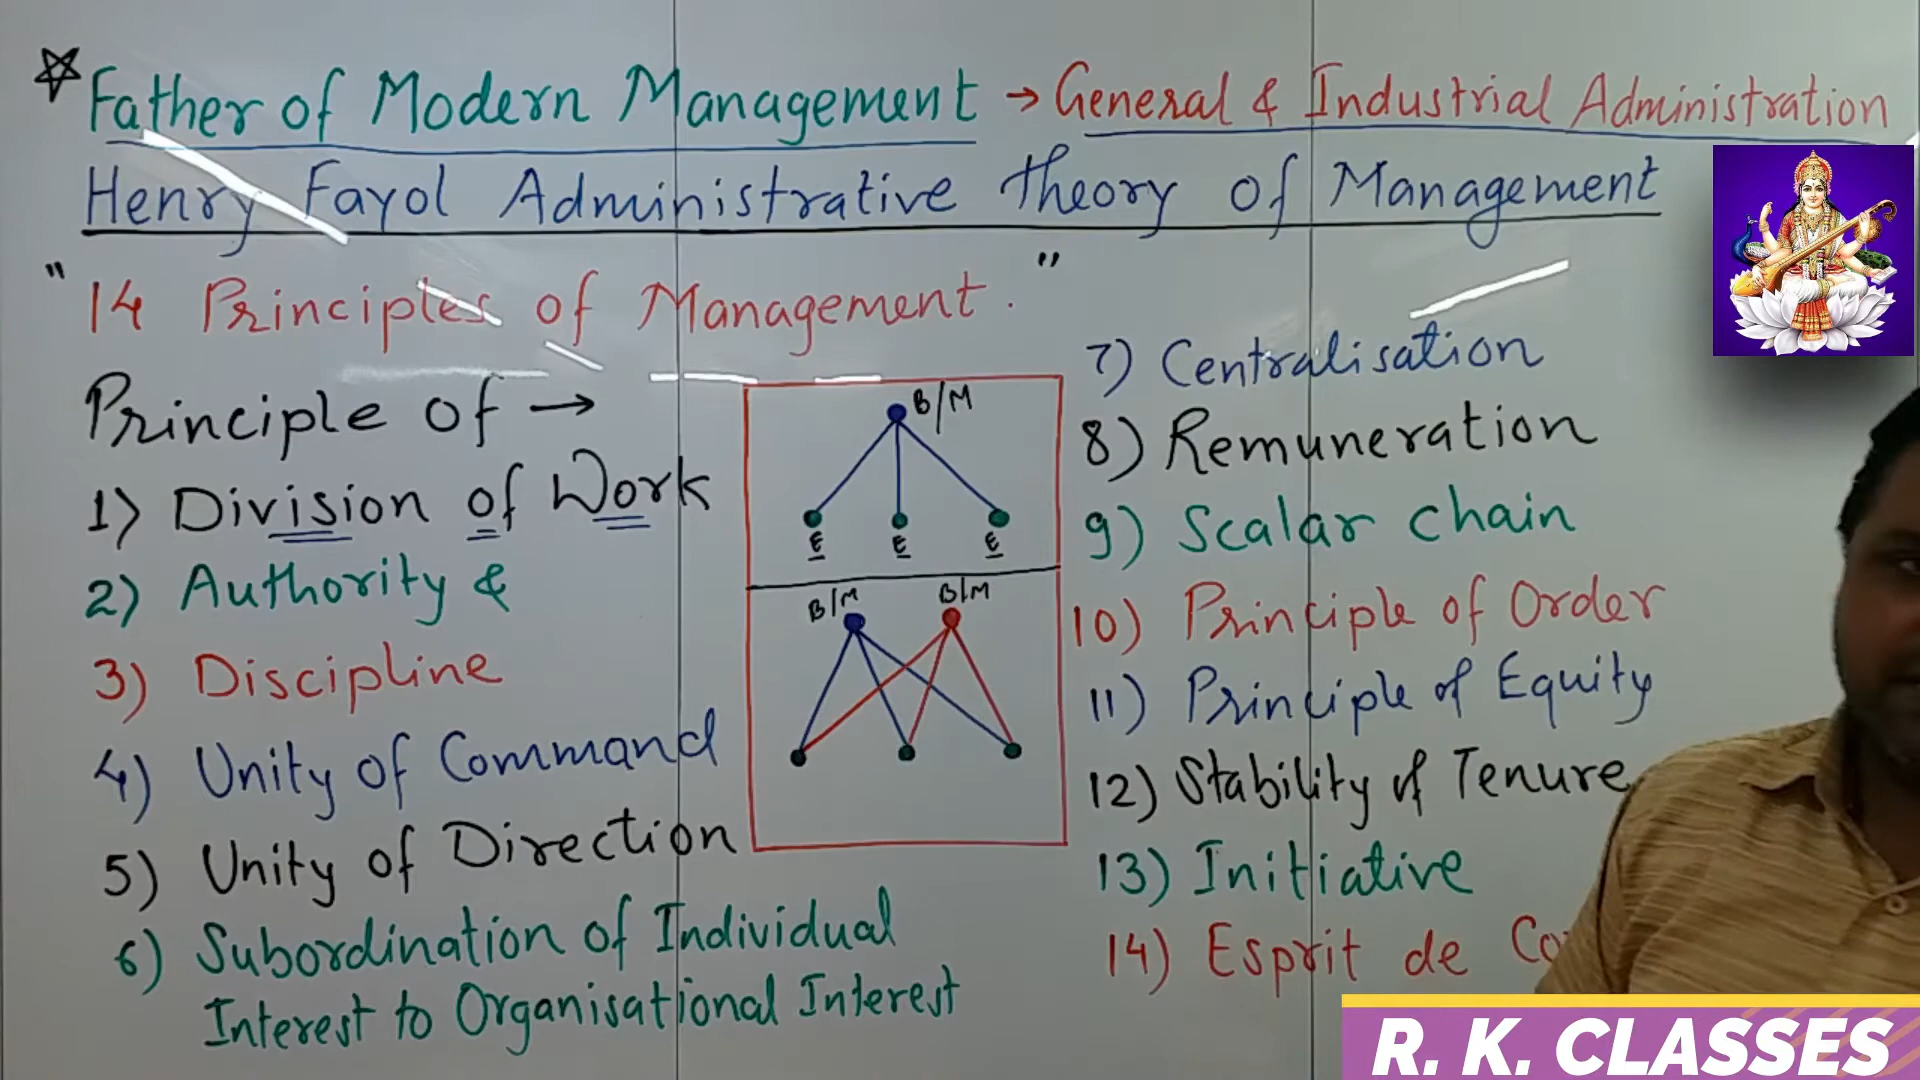 Father of Modern Management → General & Industrial Administration
Henry Fayol Administrative Theory of Management
"14 Principles of Management."
Principle of →
1) Division of Work
2) Authority &
3) Discipline
4) Unity of Command
5) Unity of Direction
6) Subordination of Individual
Interest to Organisational Interest
B/M
E E E
B/M B/M
7) Centralisation
8) Remuneration
9) Scalar chain
10) Principle of Order
11) Principle of Equity
12) Stability of Tenure
13) Initiative
14) Esprit de
R. K. CLASSES